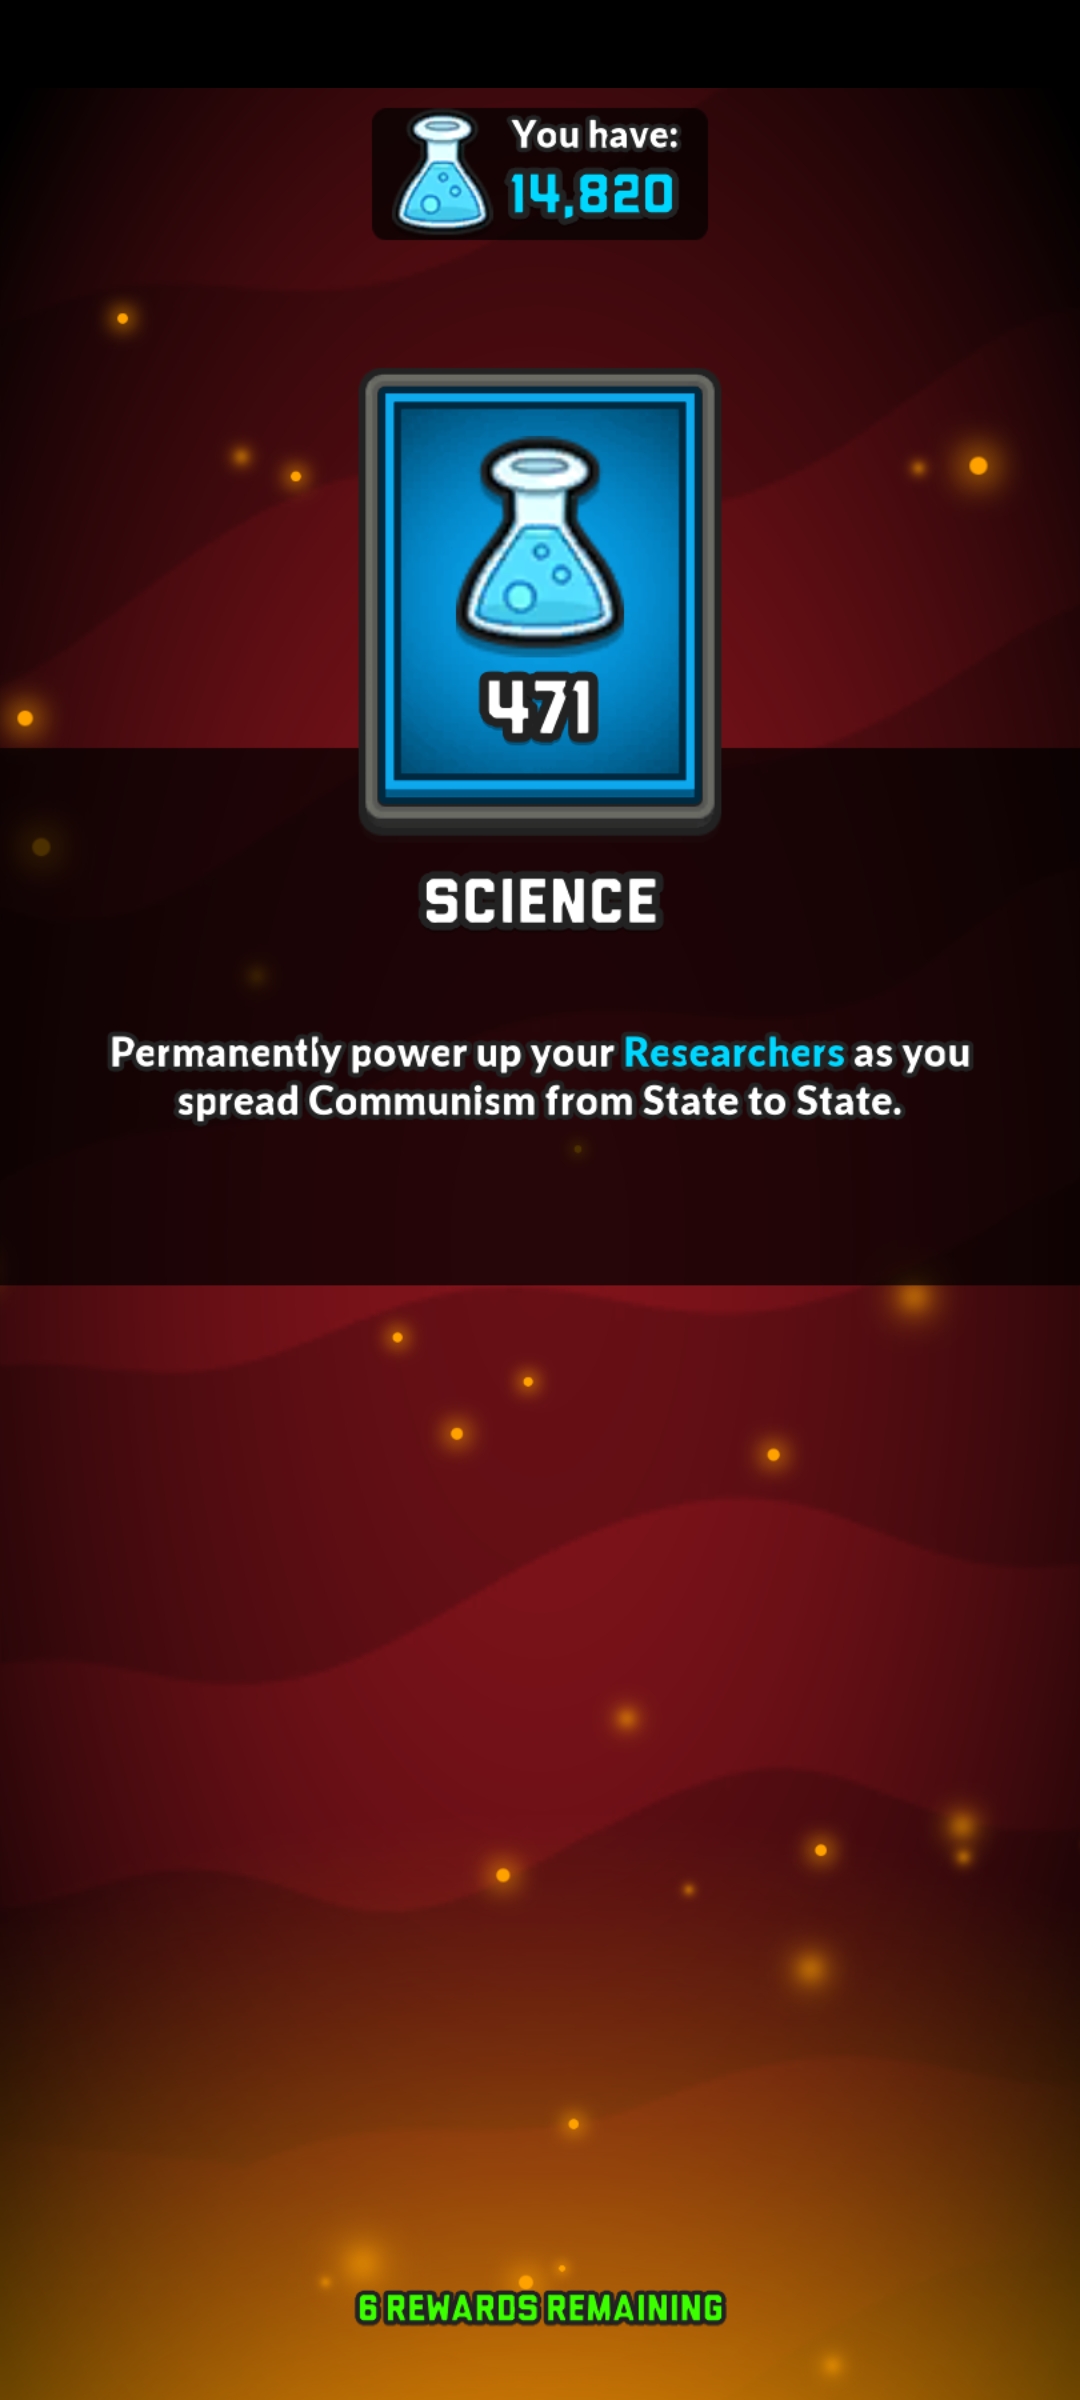 You have:
14,820
471
SCIENCE
Permanently power up your Researchers as you
spread Communism from State to State.
6 REWARDS REMAINING